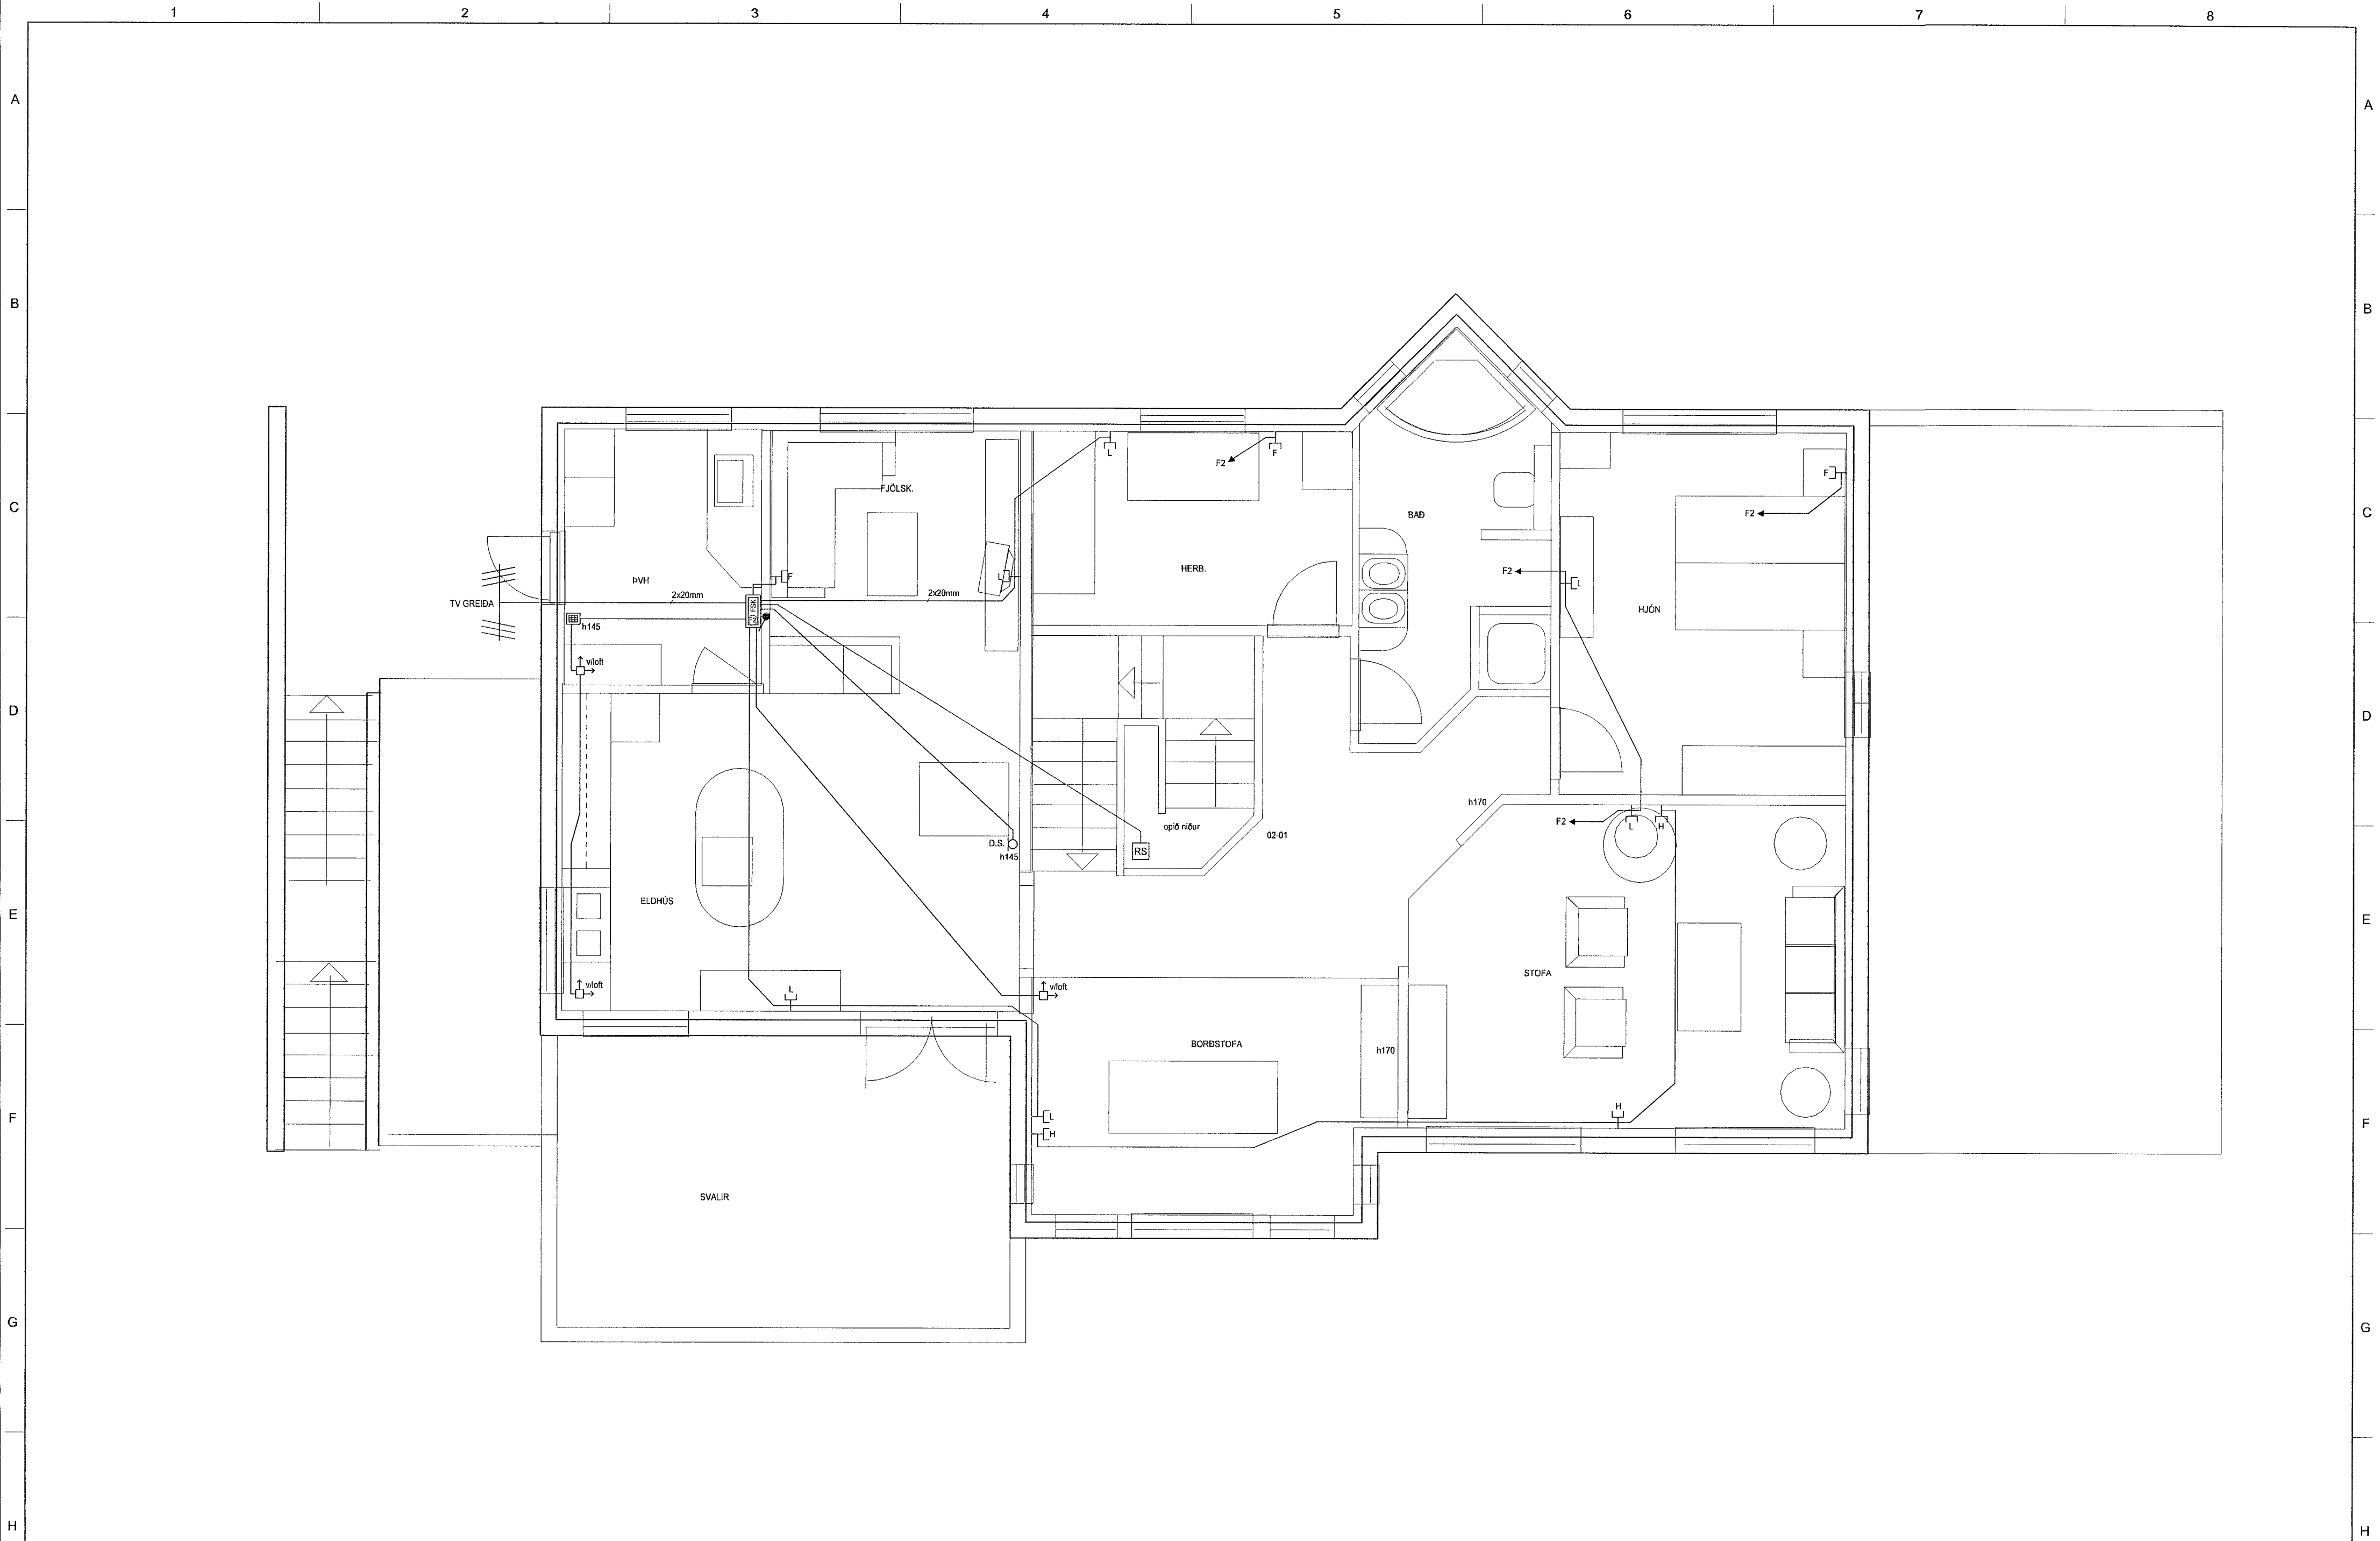 1 2 3 4 5 6 7 8
A A
B B
L
F2 F
FJÖLSK.
F
C C
BAÐ
F2
HERB.
F2 L
ÞVH
F
L
2x20mm
2x20mm
TV GREIÐA
FSK
h145
HJÓN
v/loft
D D
h170
F2
L H
opið niður
02-01
D.S.
h145
RS
ELDHÚS
E E
STOFA
v/loft
L
v/loft
BORÐSTOFA
h170
H
L
F F
H
SVALIR
G G
H H